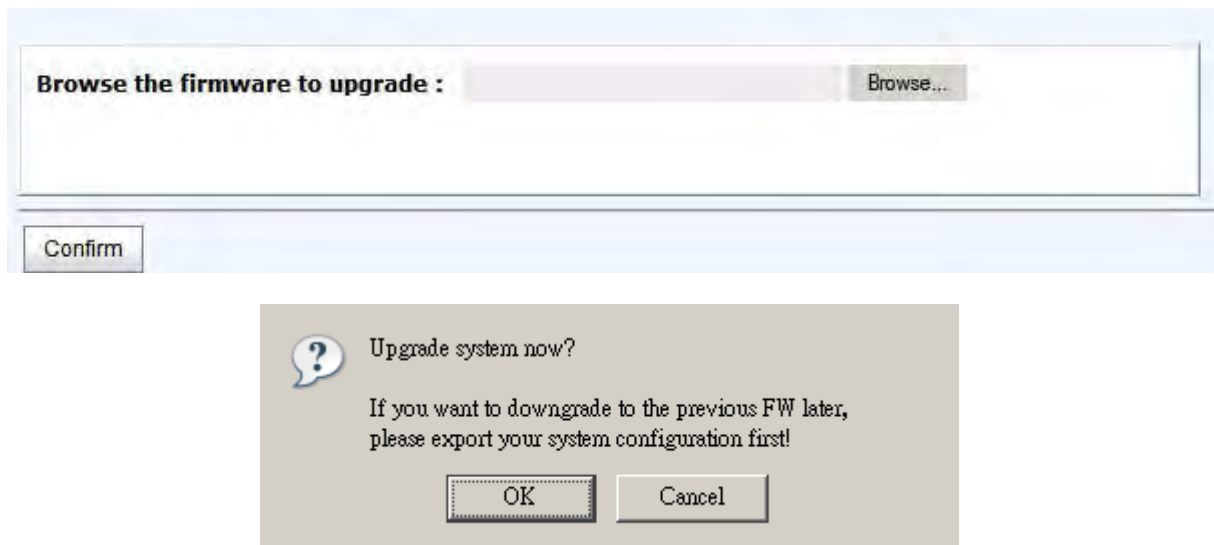 Browse the firmware to upgrade :
Browse...
Confirm
Upgrade system now?
If you want to downgrade to the previous FW later,
please export your system configuration first!
OK
Cancel